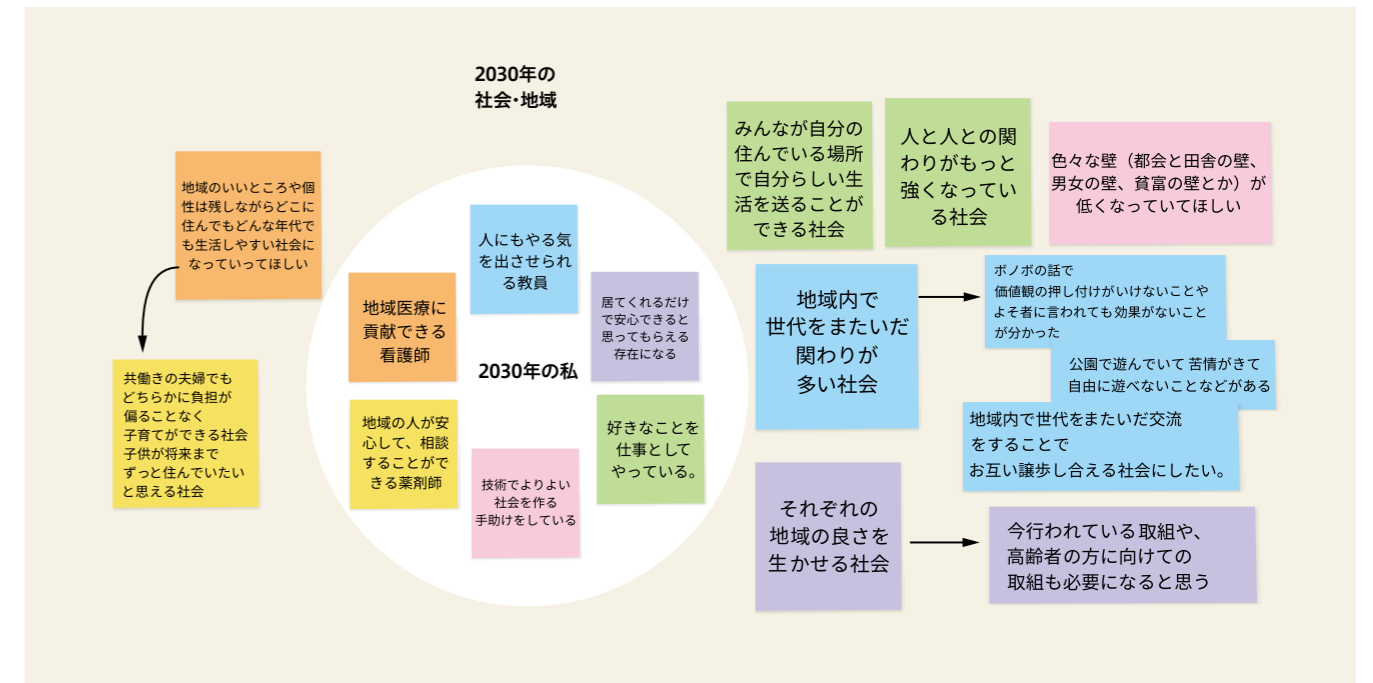 2030年の
社会・地域
地域のいいところや個
性は残しながらどこに
住んでもどんな年代で
も生活しやすい社会に
なっていってほしい
共働きの夫婦でも
どちらかに負担が
偏ることなく
子育てができる社会
子供が将来まで
ずっと住んでいたい
と思える社会
人にもやる気
を出させられ
る教員
地域医療に
貢献できる
看護師
居てくれるだけ
で安心できると
思ってもらえる
存在になる
2030年の私
地域の人が安
心して、相談
することがで
きる薬剤師
技術でよりよい
社会を作る
手助けをしている
好きなことを
仕事として
やっている。
みんなが自分の
住んでいる場所
で自分らしい生
活を送ることが
できる社会
人と人との関
わりがもっと
強くなってい
る社会
色々な壁（都会と田舎の壁、
男女の壁、貧富の壁とか）が
低くなっていてほしい
地域内で
世代をまたいだ
関わりが
多い社会
ボノボの話で
価値観の押し付けがいけないことや
よそ者に言われても効果がないこと
が分かった
公園で遊んでいて苦情がきて
自由に遊べないことなどがある
地域内で世代をまたいだ交流
をすることで
お互い譲歩し合える社会にしたい。
それぞれの
地域の良さを
生かせる社会
今行われている取組や、
高齢者の方に向けての
取組も必要になると思う